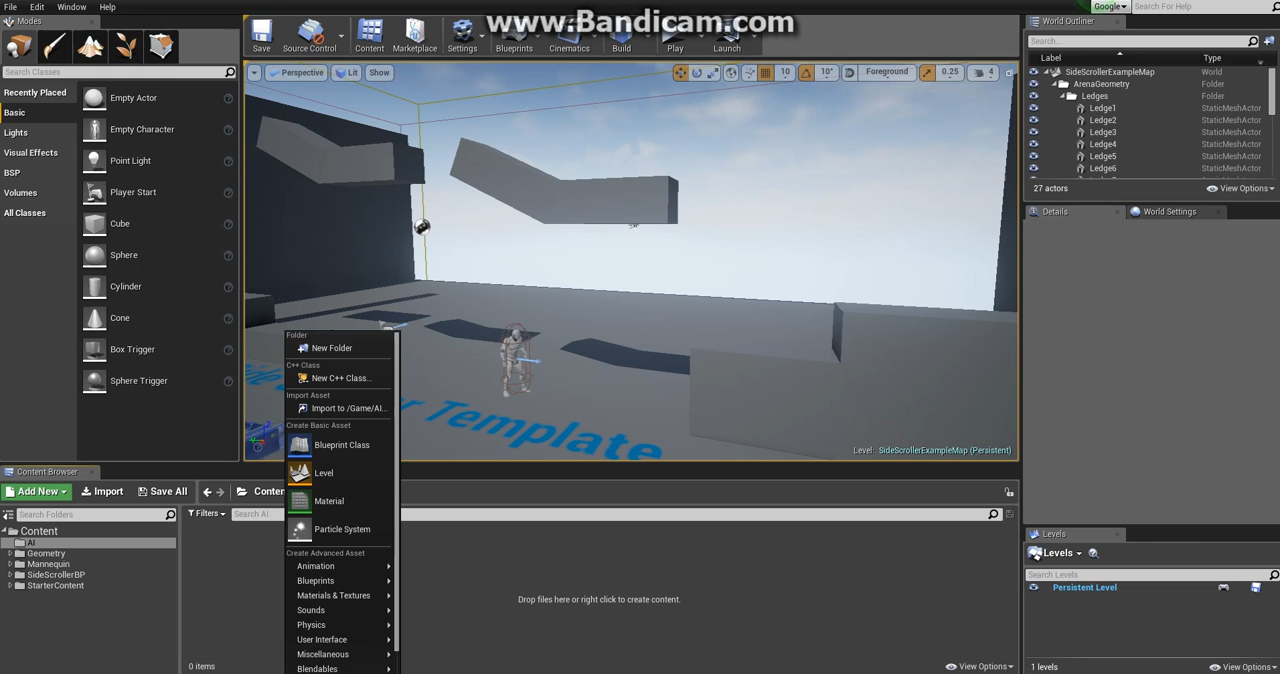 File Edit Window Help
www.Bandicam.com
Google
Search For Help
Modes
Save
Source Control
Content
Marketplace
Settings
Blueprints
Cinematics
Build
Play
Launch
World Outliner
Search...
Label
Type
Search Classes
Recently Placed
Basic
Lights
Visual Effects
BSP
Volumes
All Classes
Empty Actor
Empty Character
Point Light
Player Start
Cube
Sphere
Cylinder
Cone
Box Trigger
Sphere Trigger
Perspective
Lit
Show
10
10°
Foreground
0.25
4
SideScrollerExampleMap World
ArenaGeometry Folder
Ledges Folder
Ledge1 StaticMeshActor
Ledge2 StaticMeshActor
Ledge3 StaticMeshActor
Ledge4 StaticMeshActor
Ledge5 StaticMeshActor
Ledge6 StaticMeshActor
27 actors
View Options
Details
World Settings
Template
Level : SideScrollerExampleMap (Persistent)
Folder
New Folder
C++ Class
New C++ Class...
Import Asset
Import to /Game/AI...
Create Basic Asset
Blueprint Class
Level
Material
Particle System
Create Advanced Asset
Animation
Blueprints
Materials & Textures
Sounds
Physics
User Interface
Miscellaneous
Blendables
Content Browser
Add New
Import
Save All
Search Folders
Filters
Search AI
Content
AI
Geometry
Mannequin
SideScrollerBP
StarterContent
Drop files here or right click to create content.
0 items
View Options
Levels
Levels
Search Levels
Persistent Level
1 levels
View Options